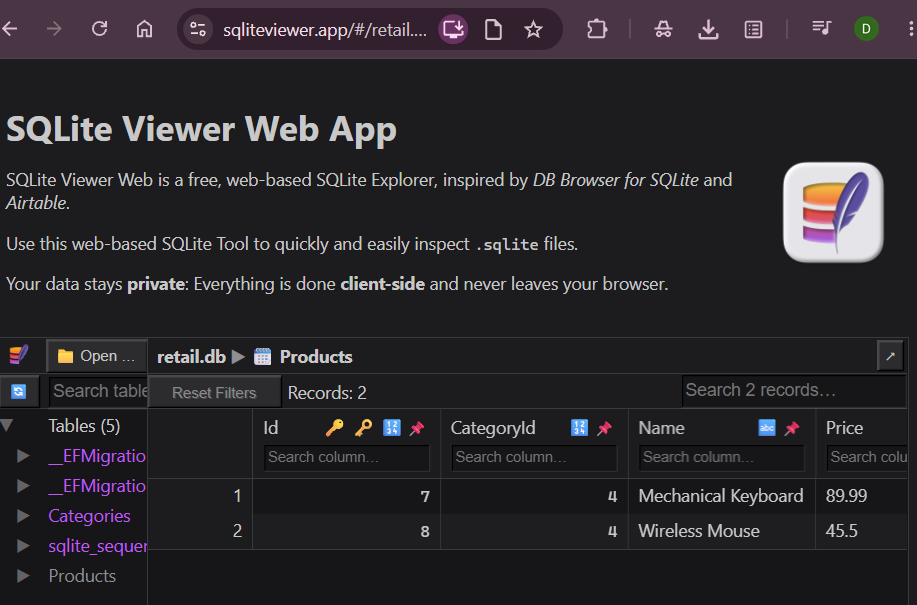 sqliteviewer.app/#/retail....
D
SQLite Viewer Web App
SQLite Viewer Web is a free, web-based SQLite Explorer, inspired by DB Browser for SQLite and
Airtable.
Use this web-based SQLite Tool to quickly and easily inspect .sqlite files.
Your data stays private: Everything is done client-side and never leaves your browser.
Open ...
retail.db ▶ Products
Search table
Reset Filters
Records: 2
Search 2 records…
Tables (5)
__EFMigratio
__EFMigratio
Categories
sqlite_sequer
Products
Id 1234 CategoryId 1234 Name abc Price
Search column... Search column... Search column... Search colu
1 7 4 Mechanical Keyboard 89.99
2 8 4 Wireless Mouse 45.5